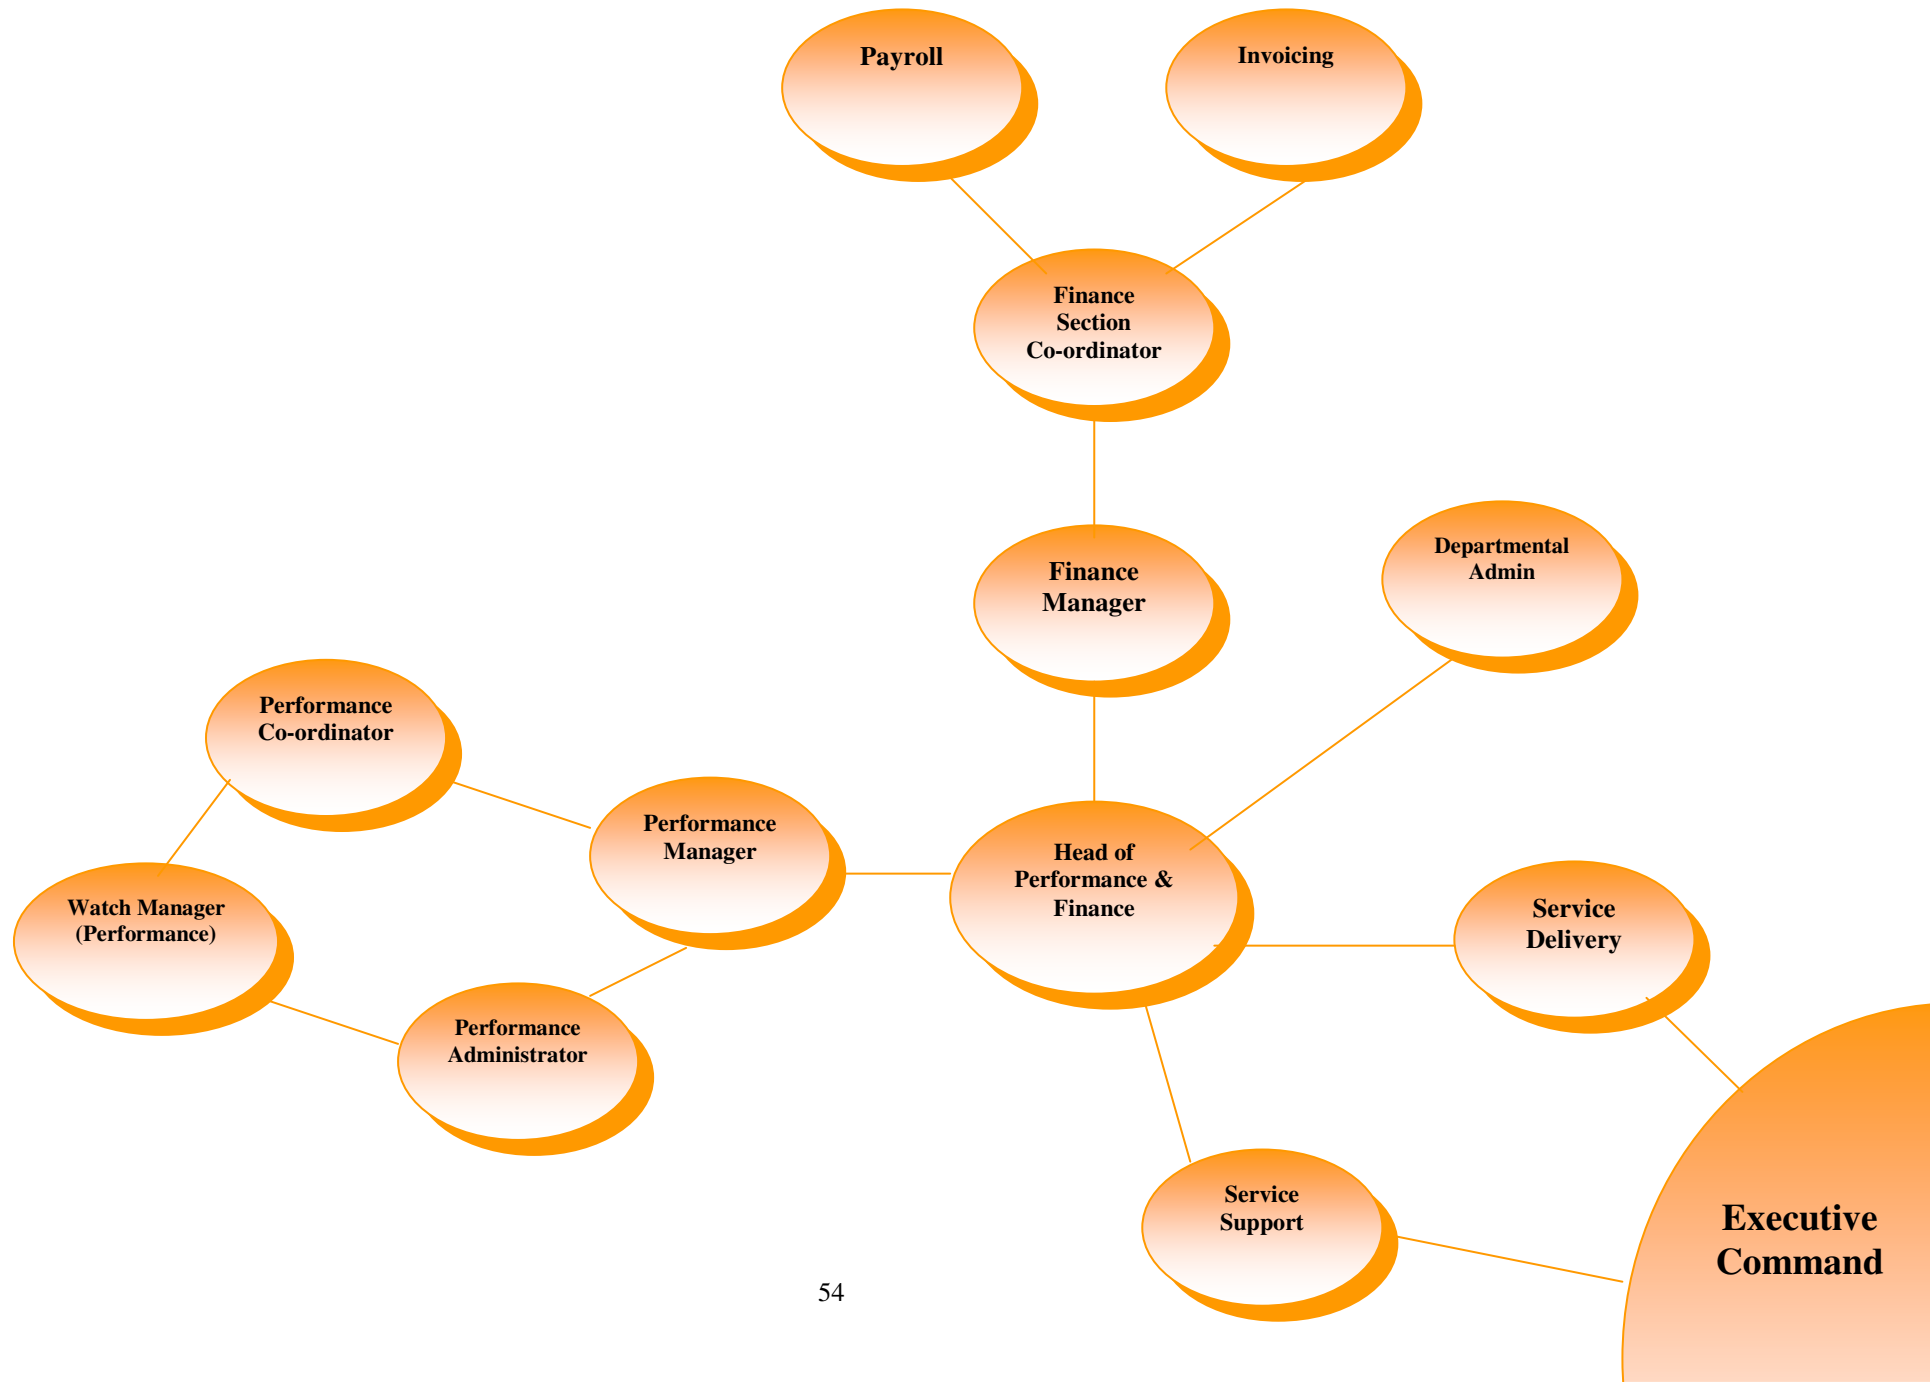 Payroll
Invoicing
Finance
Section
Co-ordinator
Finance
Manager
Departmental
Admin
Performance
Co-ordinator
Performance
Manager
Head of
Performance &
Finance
Watch Manager
(Performance)
Service
Delivery
Performance
Administrator
Service
Support
Executive
Command
54